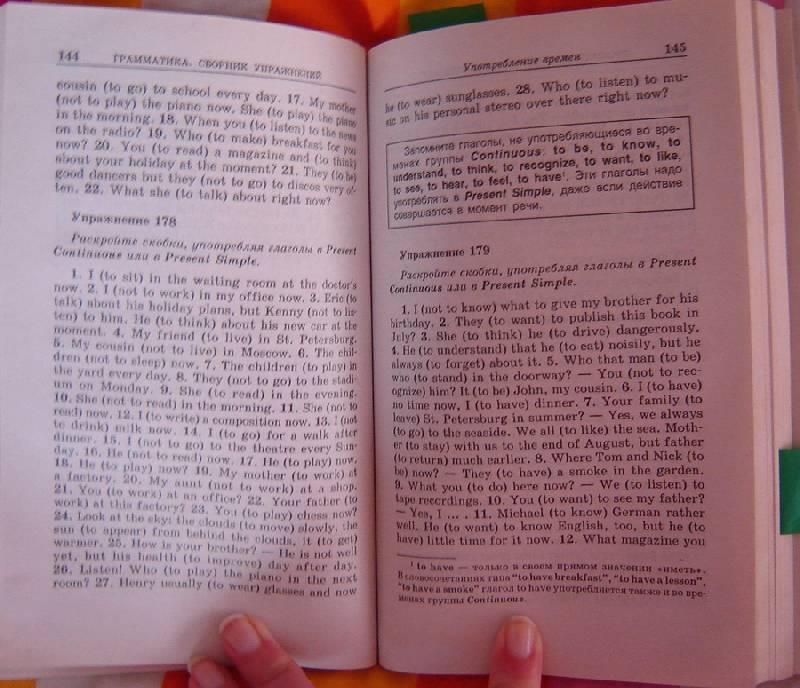 144 ГРАММАТИКА. СБОРНИК УПРАЖНЕНИЙ
cousin (to go) to school every day. 17. My mother
(not to play) the piano now. She (to play) the piano
in the morning. 18. When you (to listen) to the news
on the radio? 19. Who (to make) breakfast for you
now? 20. You (to read) a magazine and (to think)
about your holiday at the moment? 21. They (to be)
good dancers but they (not to go) to discos very of-
ten. 22. What she (to talk) about right now?
Упражнение 178
Раскройте скобки, употребляя глаголы в Present
Continuous или в Present Simple.
1. I (to sit) in the waiting room at the doctor's
now. 2. I (not to work) in my office now. 3. Eric (to
talk) about his holiday plans, but Kenny (not to lis-
ten) to him. He (to think) about his new car at the
moment. 4. My friend (to live) in St. Petersburg.
5. My cousin (not to live) in Moscow. 6. The chil-
dren (not to sleep) now. 7. The children (to play) in
the yard every day. 8. They (not to go) to the stadi-
um on Monday. 9. She (to read) in the evening.
10. She (not to read) in the morning. 11. She (not to
read) now. 12. I (to write) a composition now. 13. I (not
to drink) milk now. 14. I (to go) for a walk after
dinner. 15. I (not to go) to the theatre every Sun-
day. 16. He (not to read) now. 17. He (to play) now.
18. He (to play) now? 19. My mother (to work) at
a factory. 20. My aunt (not to work) at a shop.
21. You (to work) at an office? 22. Your father (to
work) at this factory? 23. You (to play) chess now?
24. Look at the sky: the clouds (to move) slowly, the
sun (to appear) from behind the clouds, it (to get)
warmer. 25. How is your brother? — He is not well
yet, but his health (to improve) day after day.
26. Listen! Who (to play) the piano in the next
room? 27. Henry usually (to wear) glasses and now
Употребление времен 145
he (to wear) sunglasses. 28. Who (to listen) to mu-
sic on his personal stereo over there right now?
Запомните глаголы, не употребляющиеся во вре-
менах группы Continuous: to be, to know, to
understand, to think, to recognize, to want, to like,
to see, to hear, to feel, to have¹. Эти глаголы надо
употреблять в Present Simple, даже если действие
совершается в момент речи.
Упражнение 179
Раскройте скобки, употребляя глаголы в Present
Continuous или в Present Simple.
1. I (not to know) what to give my brother for his
birthday. 2. They (to want) to publish this book in
July? 3. She (to think) he (to drive) dangerously.
4. He (to understand) that he (to eat) noisily, but he
always (to forget) about it. 5. Who that man (to be)
who (to stand) in the doorway? — You (not to rec-
ognize) him? It (to be) John, my cousin. 6. I (to have)
no time now, I (to have) dinner. 7. Your family (to
leave) St. Petersburg in summer? — Yes, we always
(to go) to the seaside. We all (to like) the sea. Moth-
er (to stay) with us to the end of August, but father
(to return) much earlier. 8. Where Tom and Nick (to
be) now? — They (to have) a smoke in the garden.
9. What you (to do) here now? — We (to listen) to
tape recrdings. 10. You (to want) to see my father?
— Yes, I ... . 11. Michael (to know) German rather
well. He (to want) to know English, too, but he (to
have) little time for it now. 12. What magazine you
¹ to have — только в своем прямом значении «иметь».
В словосочетаниях типа "to have breakfast", "to have a lesson",
"to have a smoke" глагол to have употребляется также и во вре-
менах группы Continuous.